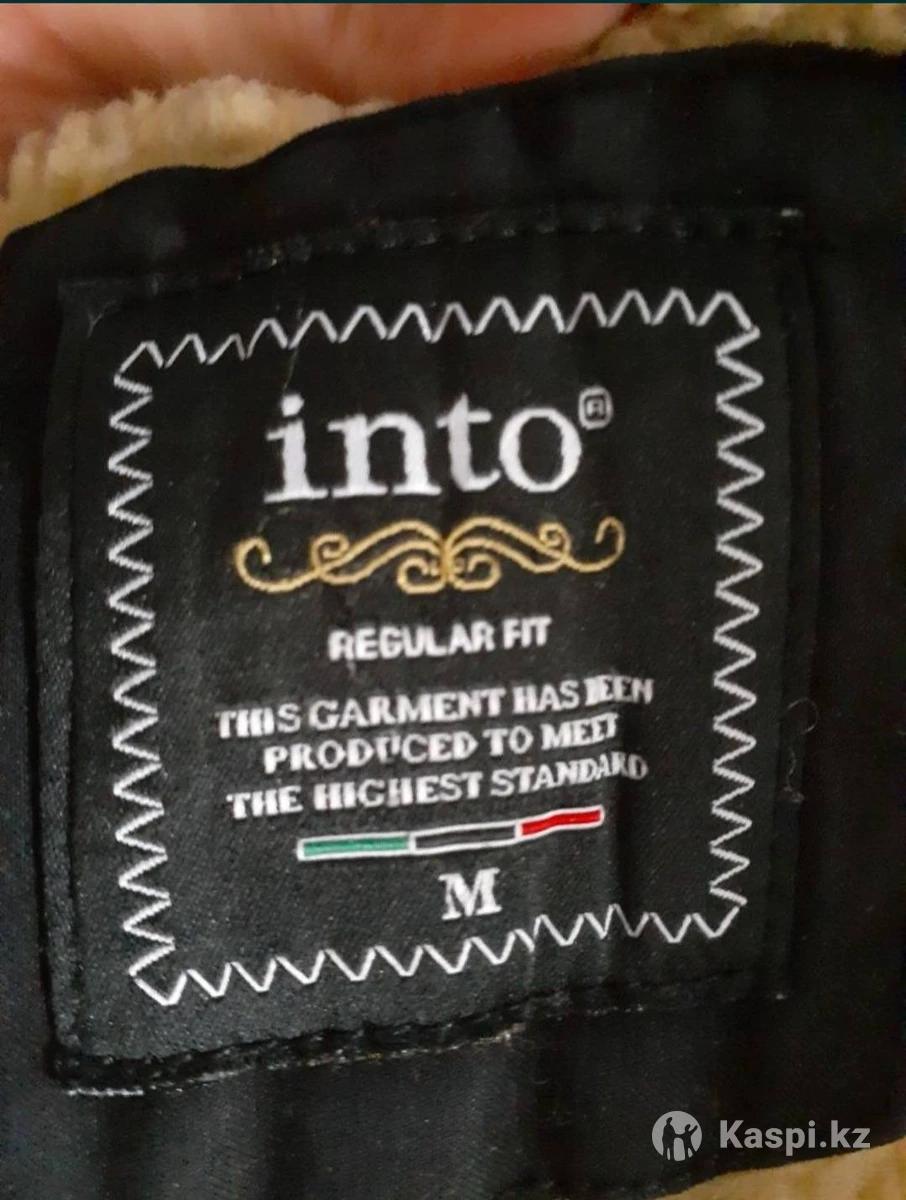 into®
REGULAR FIT
THIS GARMENT HAS BEEN
PRODUCED TO MEET
THE HIGHEST STANDARD
M
Kaspi.kz